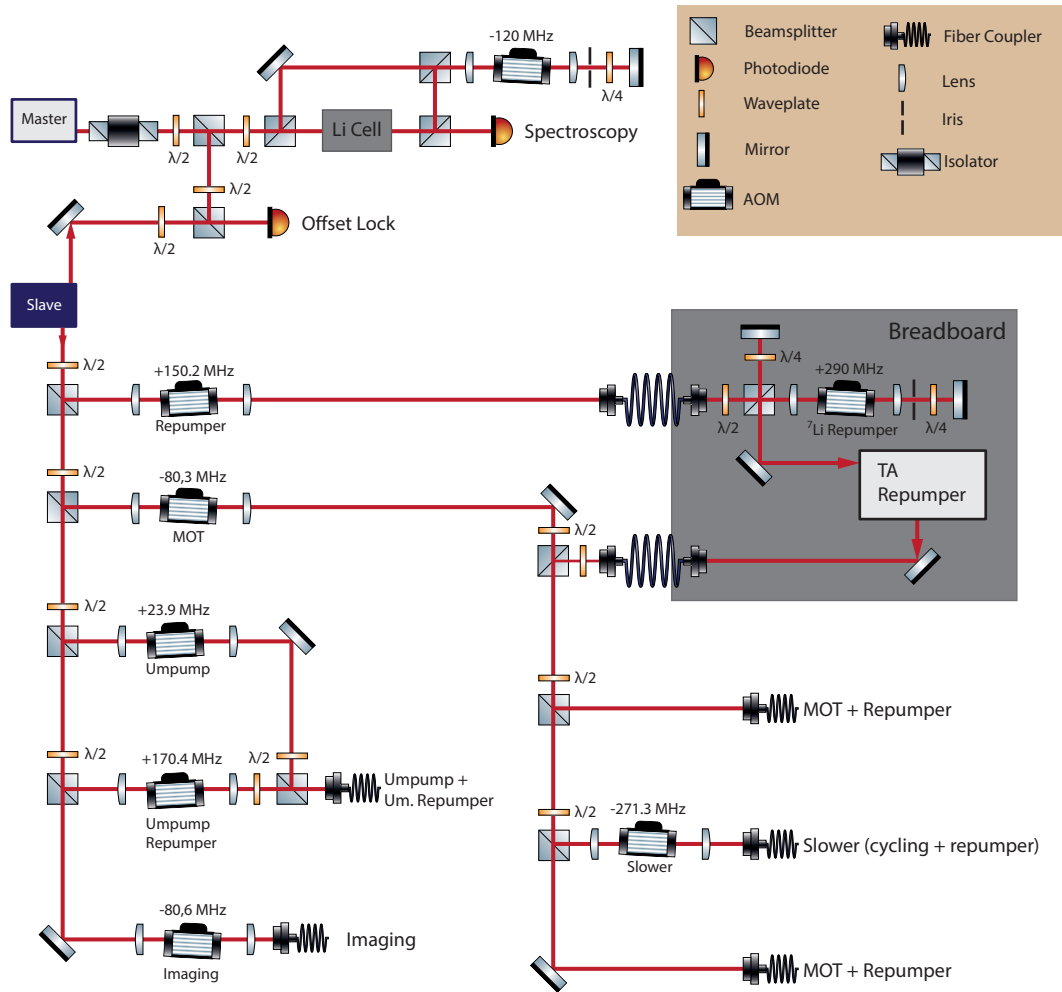 -120 MHz
λ/4
Master
λ/2
λ/2
Li Cell
Spectroscopy
λ/2
λ/2
Offset Lock
Beamsplitter
Photodiode
Waveplate
Mirror
AOM
Fiber Coupler
Lens
Iris
Isolator
Slave
λ/2
+150.2 MHz
Repumper
Breadboard
λ/4
+290 MHz
λ/2
⁷Li Repumper
λ/4
TA
Repumper
λ/2
-80,3 MHz
MOT
λ/2
λ/2
+23.9 MHz
Umpump
λ/2
MOT + Repumper
λ/2
+170.4 MHz
λ/2
Umpump
Repumper
Umpump +
Um. Repumper
λ/2
-271.3 MHz
Slower
Slower (cycling + repumper)
-80,6 MHz
Imaging
Imaging
MOT + Repumper